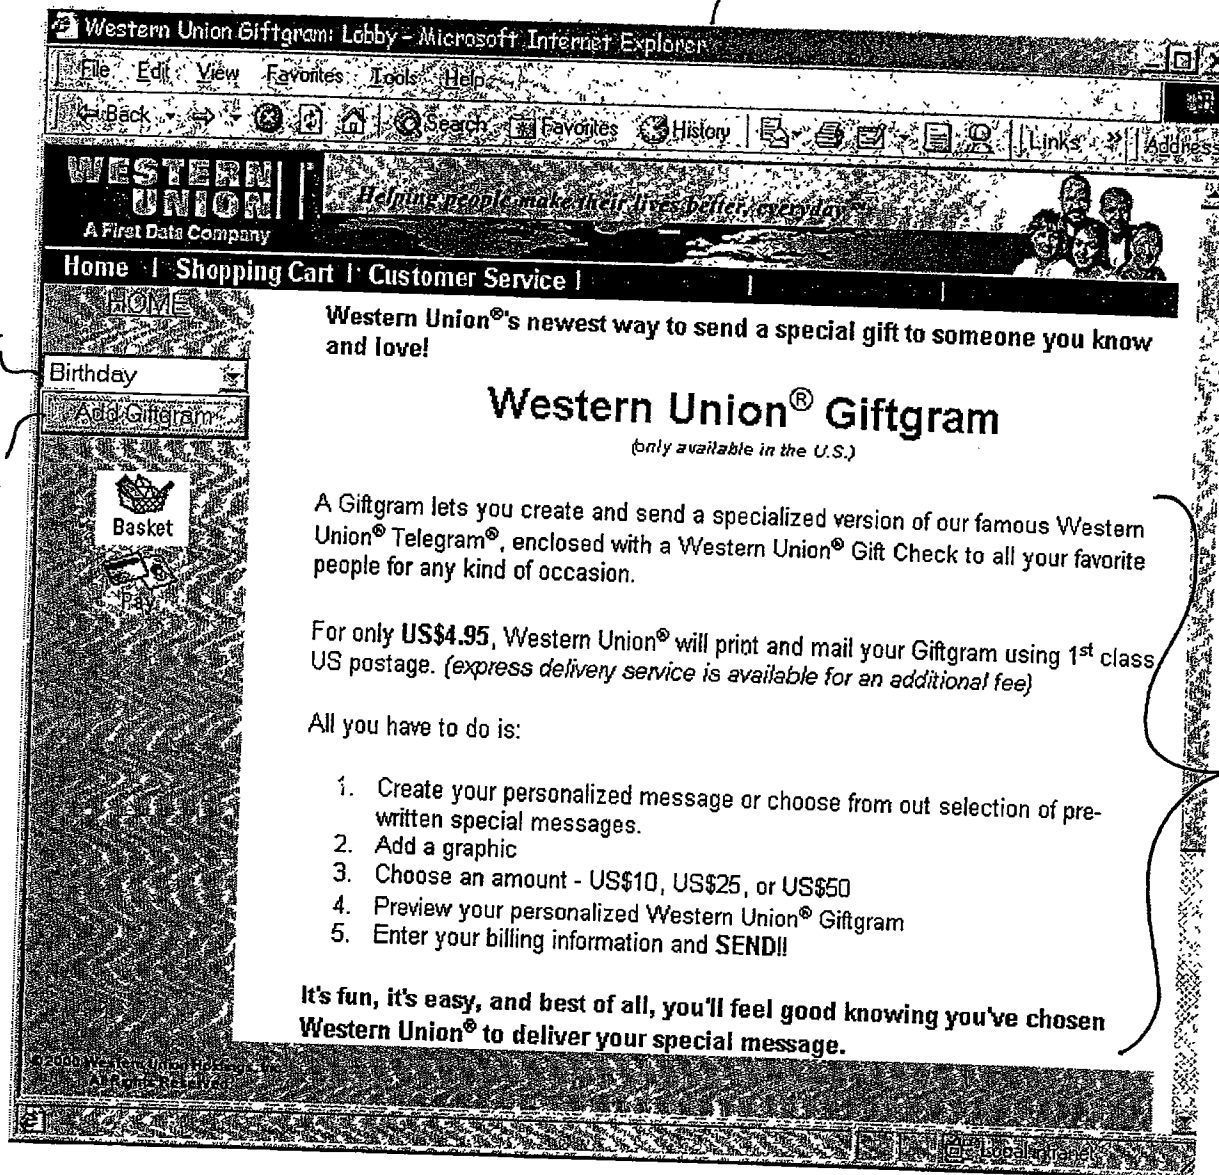 Western Union Giftgram: Lobby - Microsoft Internet Explorer
File Edit View Favorites Tools Help
Back Search Favorites History Links » Address
WESTERN
UNION
A First Data Company
Helping people make their lives better, everyday
Home | Shopping Cart | Customer Service |
HOME
Birthday
Add Giftgram
Basket
Pay
Western Union®'s newest way to send a special gift to someone you know
and love!
Western Union® Giftgram
(only available in the U.S.)
A Giftgram lets you create and send a specialized version of our famous Western
Union® Telegram®, enclosed with a Western Union® Gift Check to all your favorite
people for any kind of occasion.
For only US$4.95, Western Union® will print and mail your Giftgram using 1st class
US postage. (express delivery service is available for an additional fee)
All you have to do is:
1. Create your personalized message or choose from out selection of pre-
written special messages.
2. Add a graphic
3. Choose an amount - US$10, US$25, or US$50
4. Preview your personalized Western Union® Giftgram
5. Enter your billing information and SEND!!
It's fun, it's easy, and best of all, you'll feel good knowing you've chosen
Western Union® to deliver your special message.
©2000 Western Union Holdings, Inc.
All Rights Reserved
Local intranet